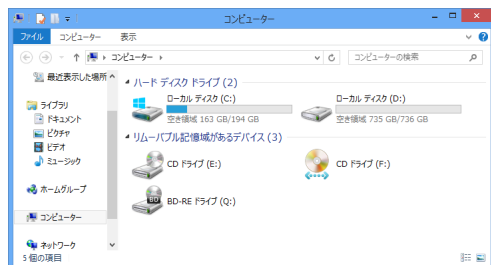 コンピューター
ファイル コンピューター 表示
コンピューター
コンピューターの検索
最近表示した場所
ライブラリ
ドキュメント
ピクチャ
ビデオ
ミュージック
ホームグループ
コンピューター
ネットワーク
ハード ディスク ドライブ (2)
ローカル ディスク (C:)
空き領域 163 GB/194 GB
ローカル ディスク (D:)
空き領域 735 GB/736 GB
リムーバブル記憶域があるデバイス (3)
CD ドライブ (E:)
CD ドライブ (F:)
BD
BD-RE ドライブ (Q:)
5 個の項目